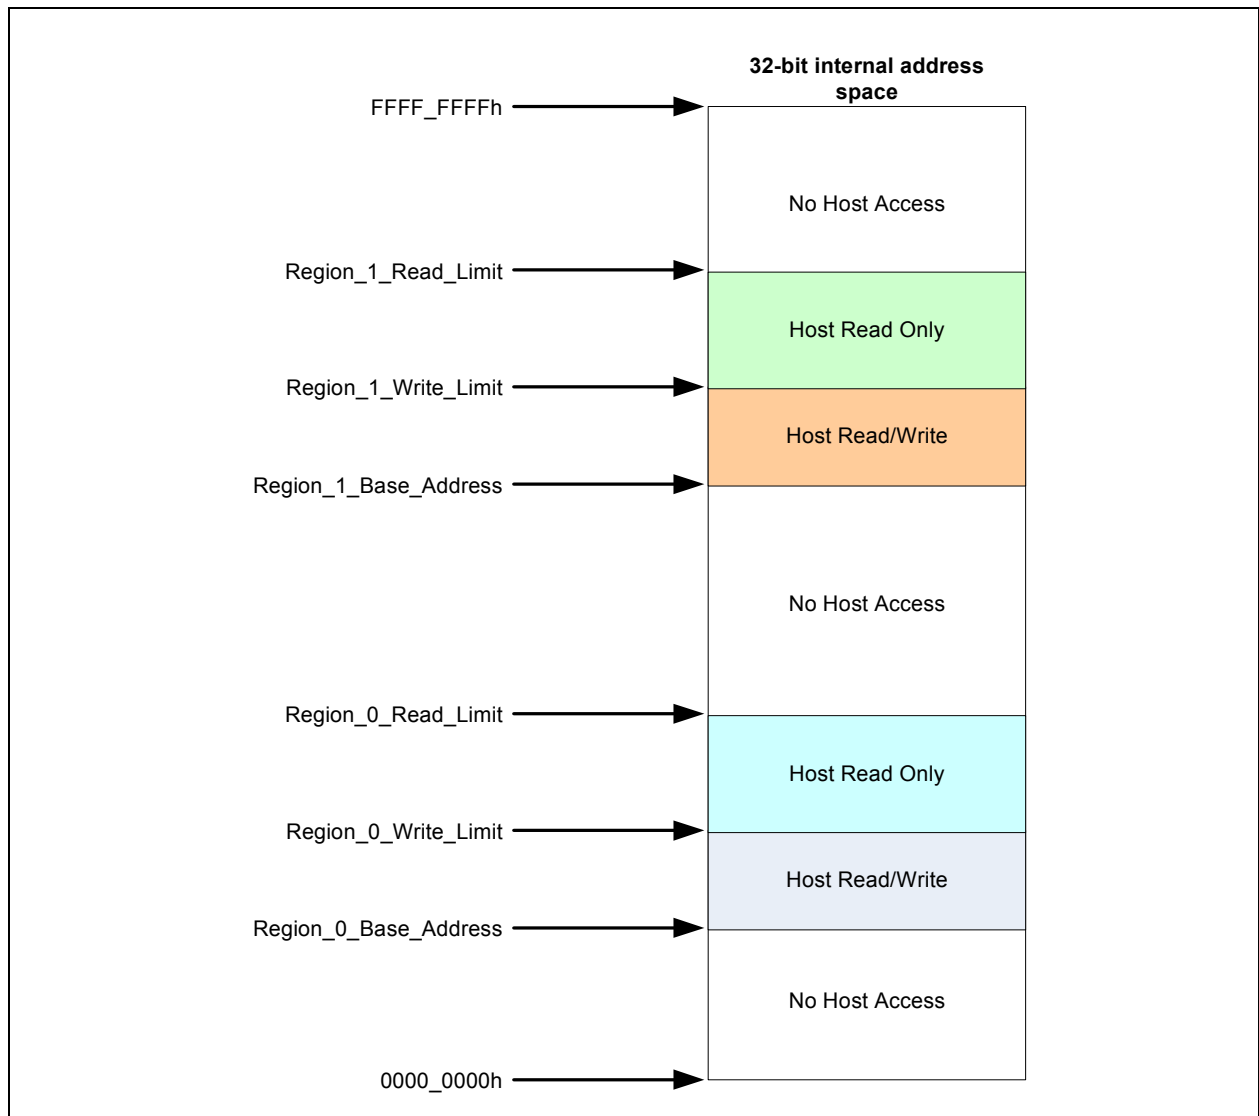 32-bit internal address
space
FFFF_FFFFh
No Host Access
Region_1_Read_Limit
Host Read Only
Region_1_Write_Limit
Host Read/Write
Region_1_Base_Address
No Host Access
Region_0_Read_Limit
Host Read Only
Region_0_Write_Limit
Host Read/Write
Region_0_Base_Address
No Host Access
0000_0000h